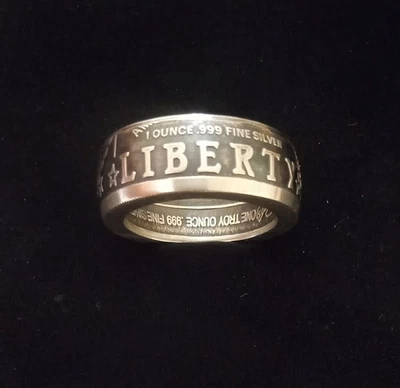 1 OUNCE .999 FINE SILVER
LIBERTY
ONE TROY OUNCE .999 FINE